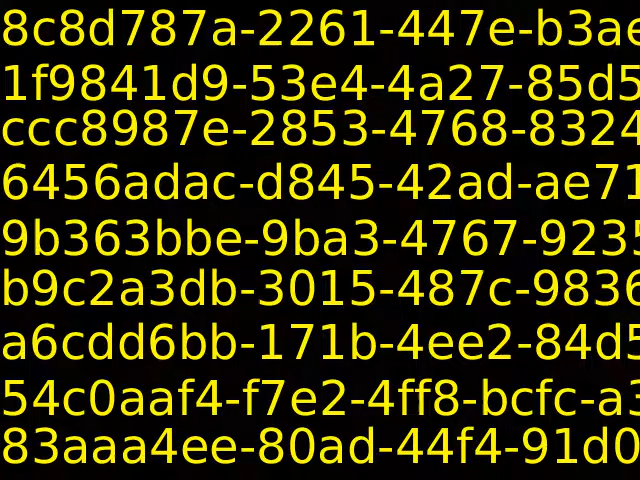 8c8d787a-2261-447e-b3ae
1f9841d9-53e4-4a27-85d5
ccc8987e-2853-4768-8324
6456adac-d845-42ad-ae71
9b363bbe-9ba3-4767-9235
b9c2a3db-3015-487c-9836
a6cdd6bb-171b-4ee2-84d5
54c0aaf4-f7e2-4ff8-bcfc-a3
83aaa4ee-80ad-44f4-91d0